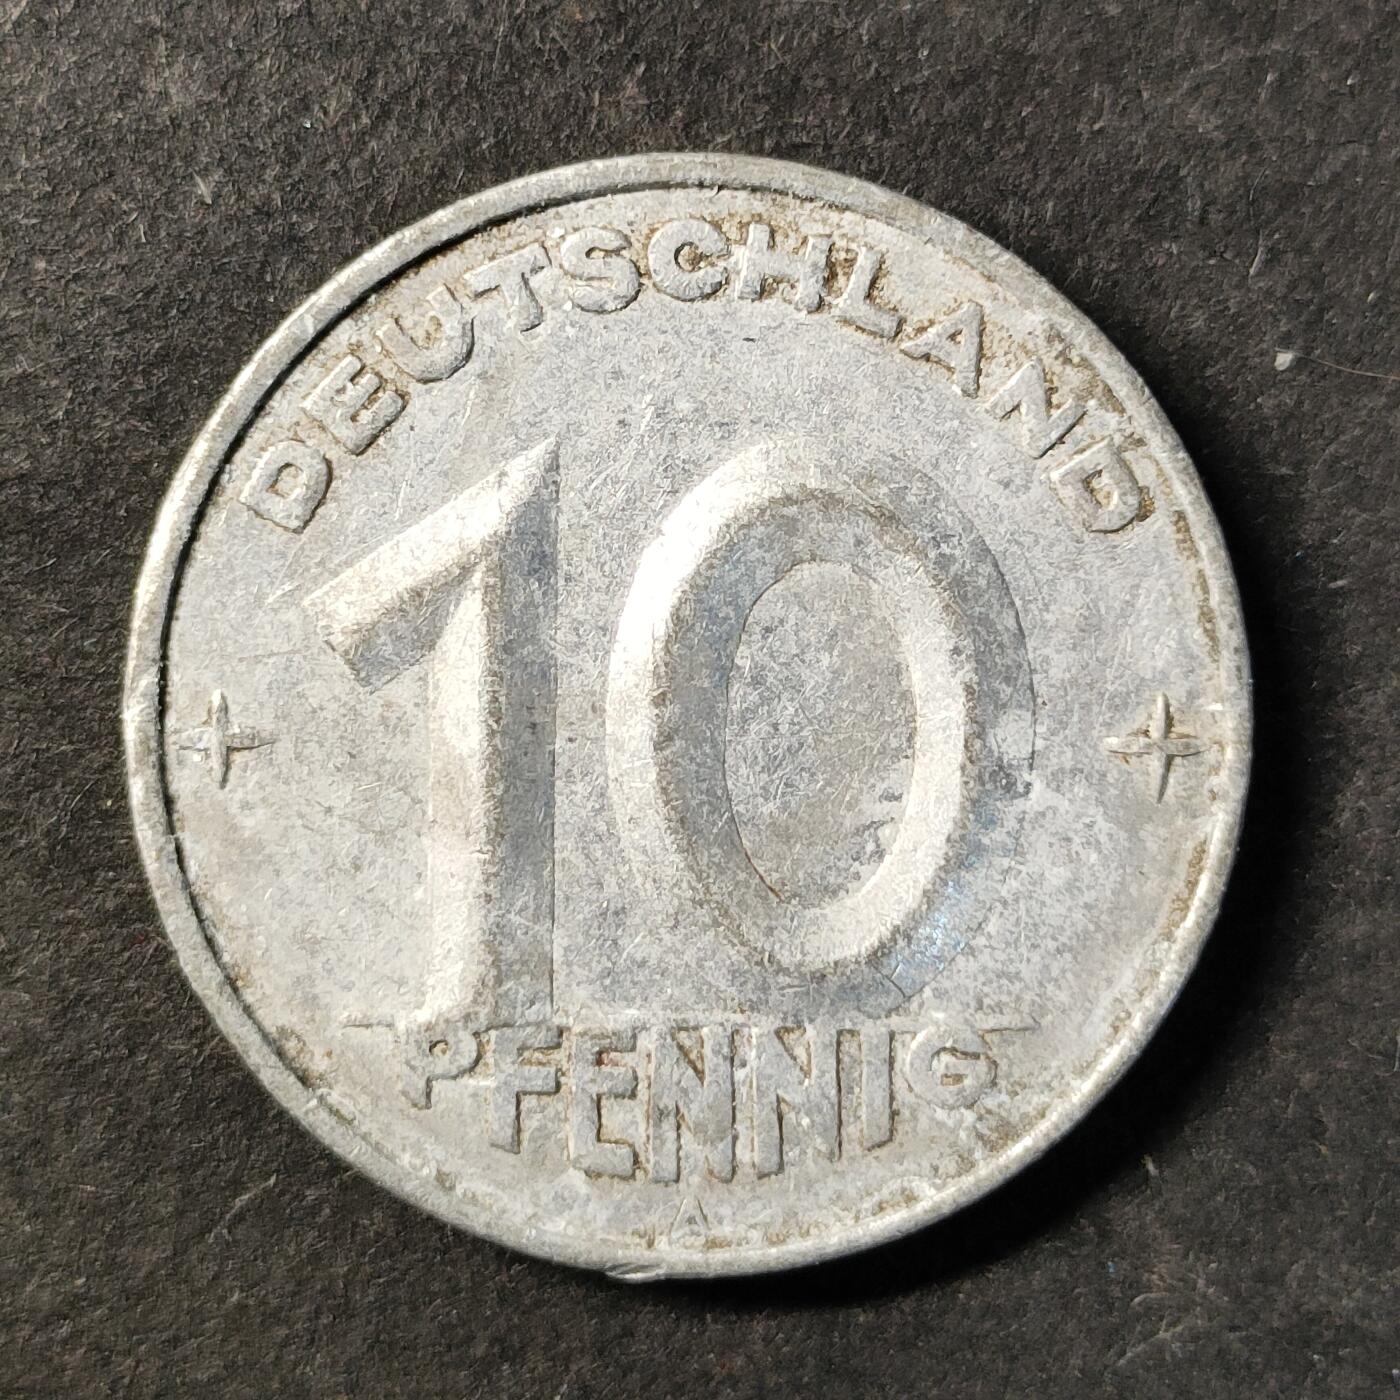 DEUTSCHLAND
10
PFENNIG
A